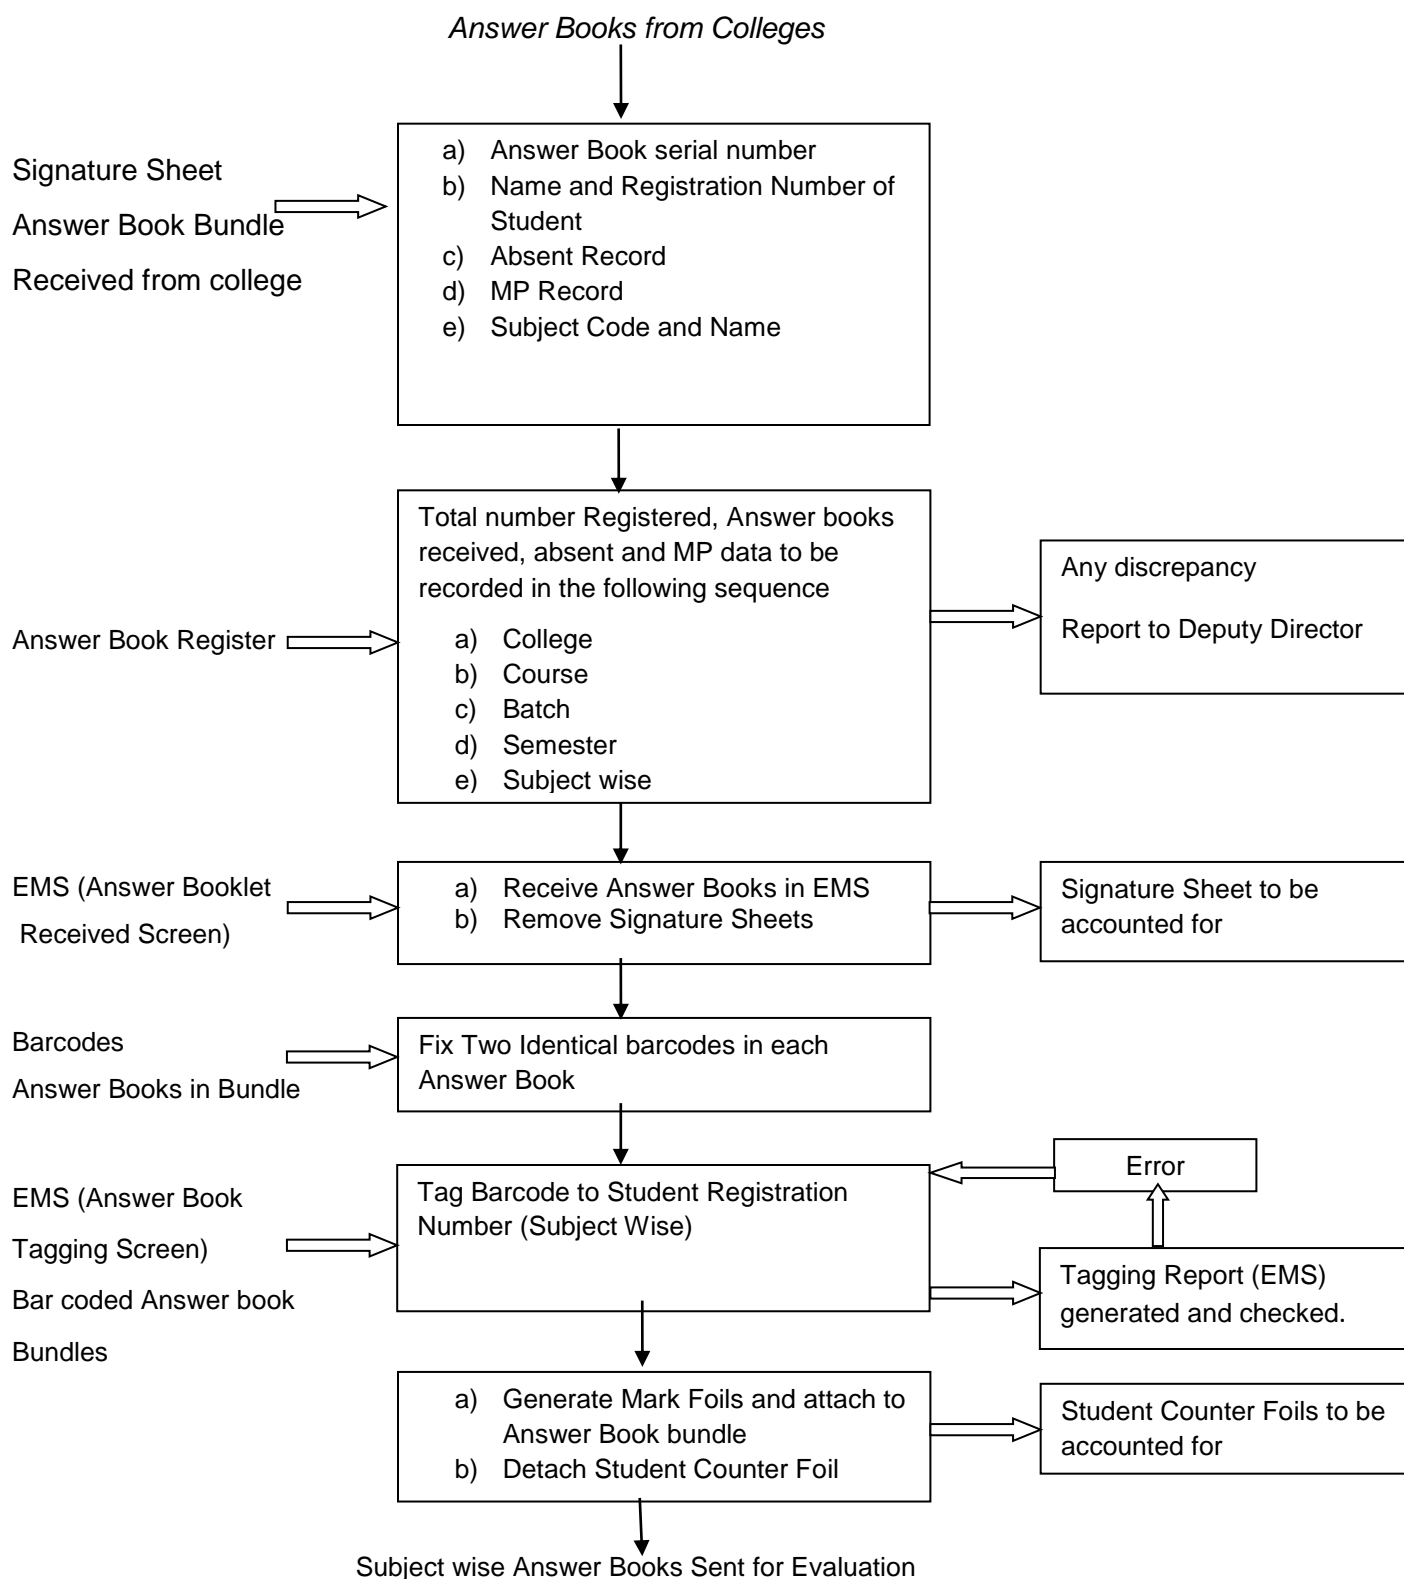 Answer Books from Colleges
Signature Sheet
Answer Book Bundle
Received from college
a) Answer Book serial number
b) Name and Registration Number of
Student
c) Absent Record
d) MP Record
e) Subject Code and Name
Answer Book Register
Total number Registered, Answer books
received, absent and MP data to be
recorded in the following sequence
a) College
b) Course
c) Batch
d) Semester
e) Subject wise
Any discrepancy
Report to Deputy Director
EMS (Answer Booklet
Received Screen)
a) Receive Answer Books in EMS
b) Remove Signature Sheets
Signature Sheet to be
accounted for
Barcodes
Answer Books in Bundle
Fix Two Identical barcodes in each
Answer Book
EMS (Answer Book
Tagging Screen)
Bar coded Answer book
Bundles
Tag Barcode to Student Registration
Number (Subject Wise)
Error
Tagging Report (EMS)
generated and checked.
a) Generate Mark Foils and attach to
Answer Book bundle
b) Detach Student Counter Foil
Student Counter Foils to be
accounted for
Subject wise Answer Books Sent for Evaluation